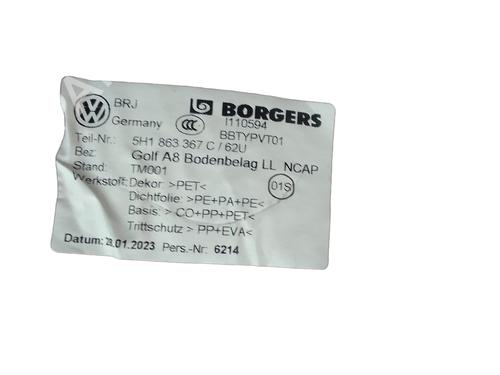 BRJ BORGERS
Germany CCC I110594
BBTYPVT01
Teil-Nr.: 5H1 863 367 C / 62U
Bez: Golf A8 Bodenbelag LL NCAP
Stand: TM001 01S
Werkstoff: Dekor: >PET<
Dichtfolie: >PE+PA+PE<
Basis: > CO+PP+PET<
Trittschutz > PP+EVA<
Datum: .01.2023 Pers.-Nr: 6214